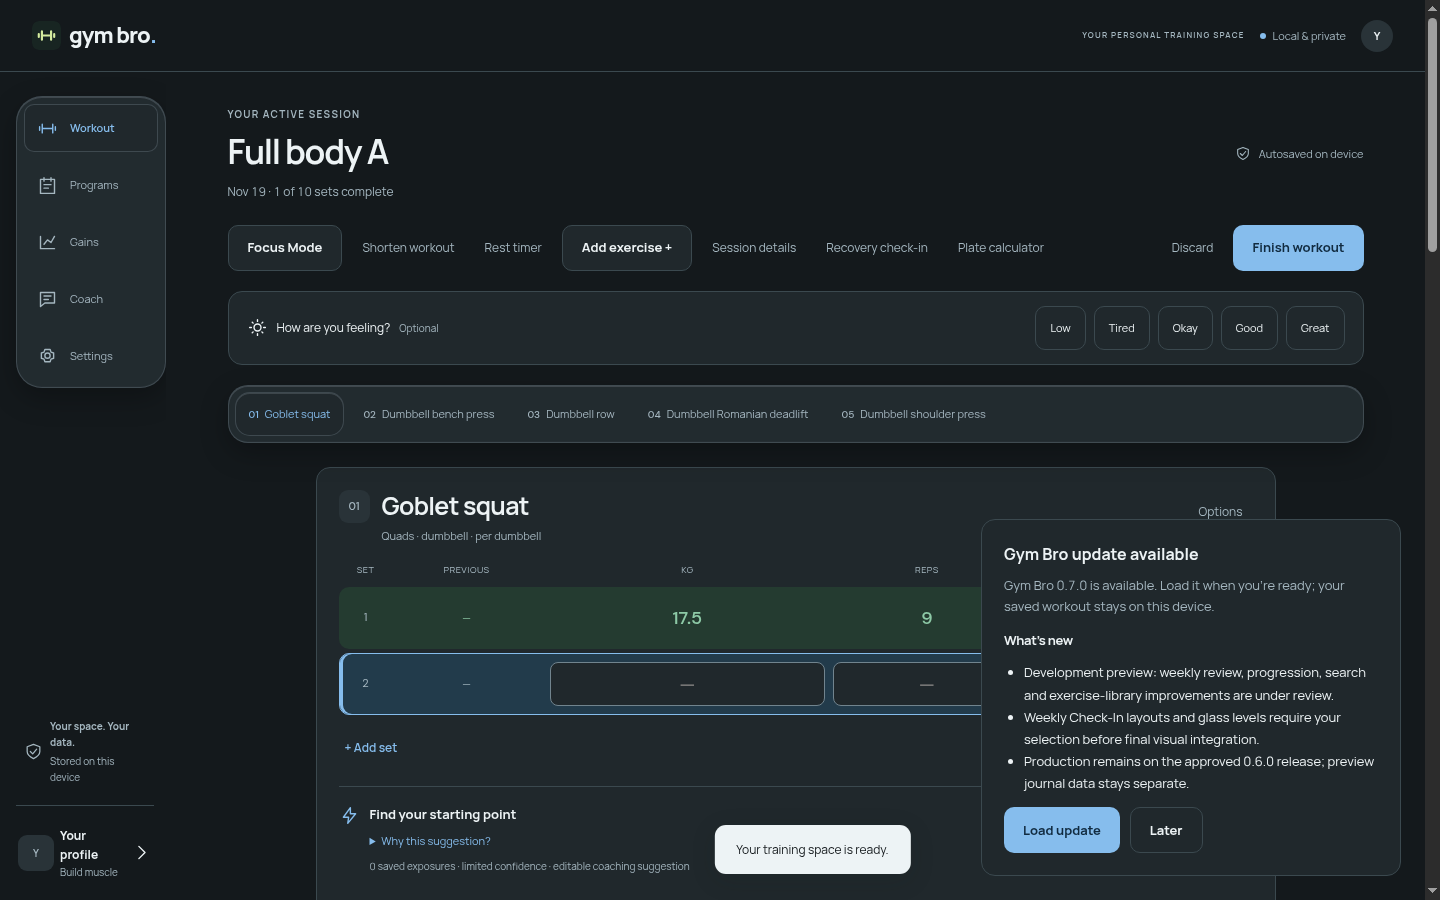 gym bro.
YOUR PERSONAL TRAINING SPACE
Local & private
Y
Workout
Programs
Gains
Coach
Settings
Your space. Your
data.
Stored on this
device
Y
Your
profile
Build muscle
YOUR ACTIVE SESSION
Full body A
Nov 19 · 1 of 10 sets complete
Autosaved on device
Focus Mode
Shorten workout
Rest timer
Add exercise +
Session details
Recovery check-in
Plate calculator
Discard
Finish workout
How are you feeling? Optional
Low
Tired
Okay
Good
Great
01 Goblet squat
02 Dumbbell bench press
03 Dumbbell row
04 Dumbbell Romanian deadlift
05 Dumbbell shoulder press
01
Goblet squat
Quads · dumbbell · per dumbbell
Options
SET PREVIOUS KG REPS
1 — 17.5 9
2 — — —
+ Add set
Find your starting point
Why this suggestion?
0 saved exposures · limited confidence · editable coaching suggestion
Your training space is ready.
Gym Bro update available
Gym Bro 0.7.0 is available. Load it when you're ready; your
saved workout stays on this device.
What's new
• Development preview: weekly review, progression, search
and exercise-library improvements are under review.
• Weekly Check-In layouts and glass levels require your
selection before final visual integration.
• Production remains on the approved 0.6.0 release; preview
journal data stays separate.
Load update
Later